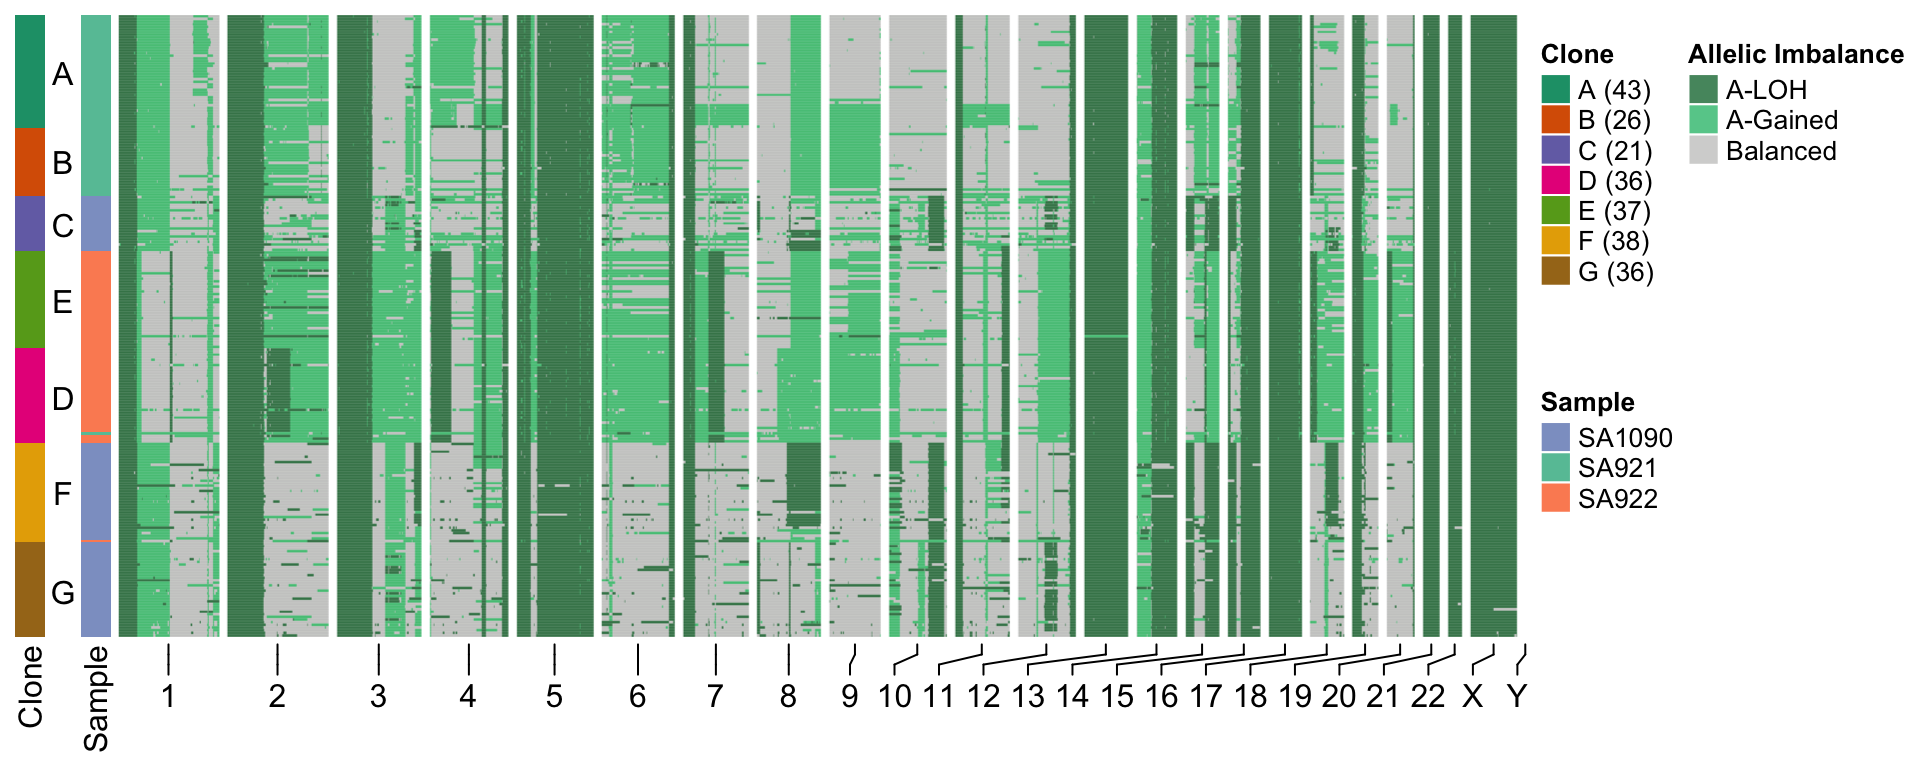 A
B
C
E
D
F
G
Clone
Sample
1 2 3 4 5 6 7 8 9 10 11 12 13 14 15 16 17 18 19 20 21 22 X Y
Clone
A (43)
B (26)
C (21)
D (36)
E (37)
F (38)
G (36)
Allelic Imbalance
A-LOH
A-Gained
Balanced
Sample
SA1090
SA921
SA922